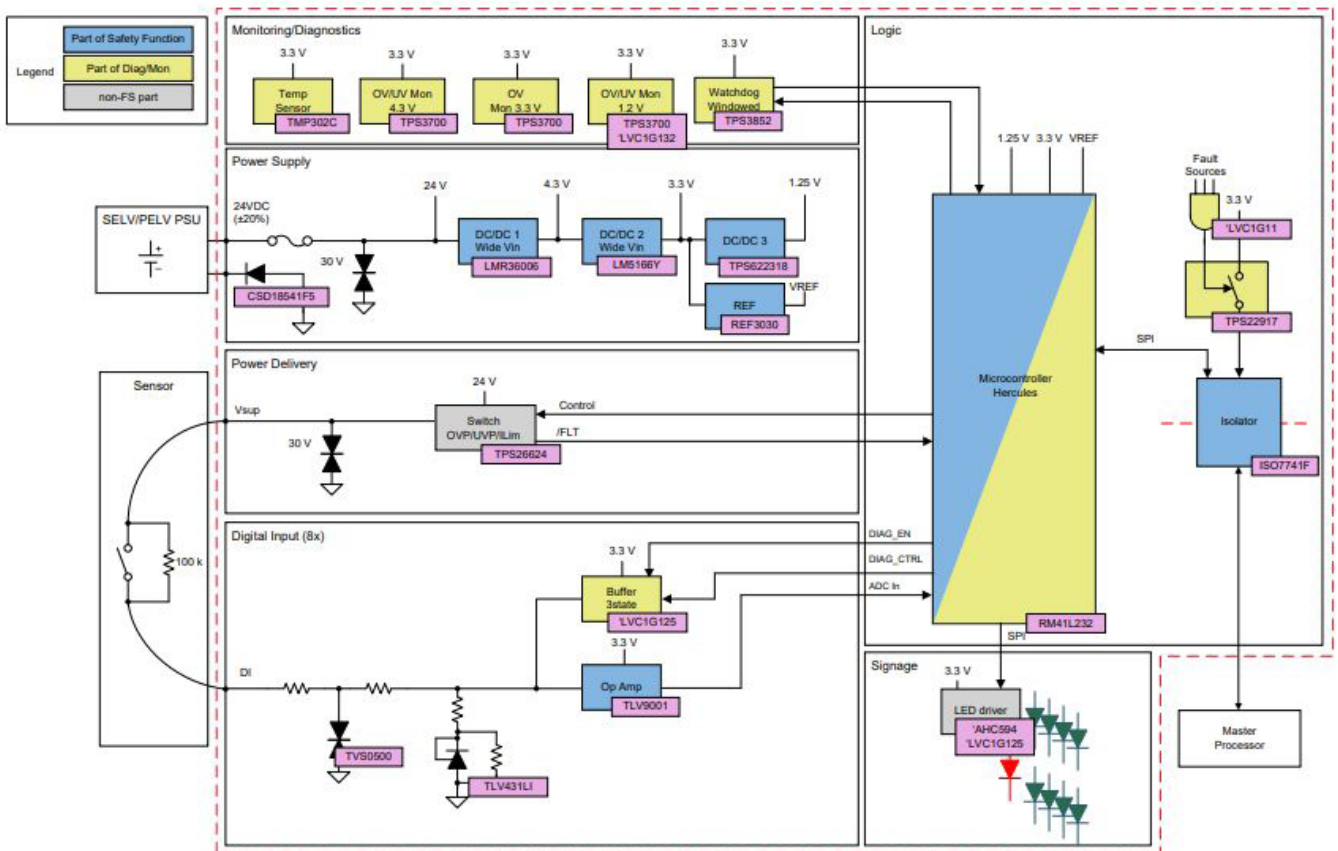 Legend
Part of Safety Function
Part of Diag/Mon
non-FS part
Monitoring/Diagnostics
3.3 V
Temp
Sensor
TMP302C
3.3 V
OV/UV Mon
4.3 V
TPS3700
3.3 V
OV
Mon 3.3 V
TPS3700
3.3 V
OV/UV Mon
1.2 V
TPS3700
'LVC1G132
3.3 V
Watchdog
Windowed
TPS3852
Power Supply
SELV/PELV PSU
24VDC
(±20%)
CSD18541F5
30 V
24 V
DC/DC 1
Wide Vin
LMR36006
4.3 V
DC/DC 2
Wide Vin
LM5166Y
3.3 V
DC/DC 3
TPS622318
1.25 V
VREF
REF
REF3030
Power Delivery
Sensor
Vsup
30 V
24 V
Switch
OVP/UVP/ILim
TPS26624
Control
/FLT
100 k
DI
Digital Input (8x)
3.3 V
Buffer
3state
'LVC1G125
3.3 V
Op Amp
TLV9001
TVS0500
TLV431LI
DIAG_EN
DIAG_CTRL
ADC In
Logic
1.25 V
3.3 V
VREF
Microcontroller
Hercules
RM41L232
Fault
Sources
3.3 V
'LVC1G11
TPS22917
SPI
Isolator
ISO7741F
SPI
Signage
3.3 V
LED driver
'AHC594
'LVC1G125
Master
Processor